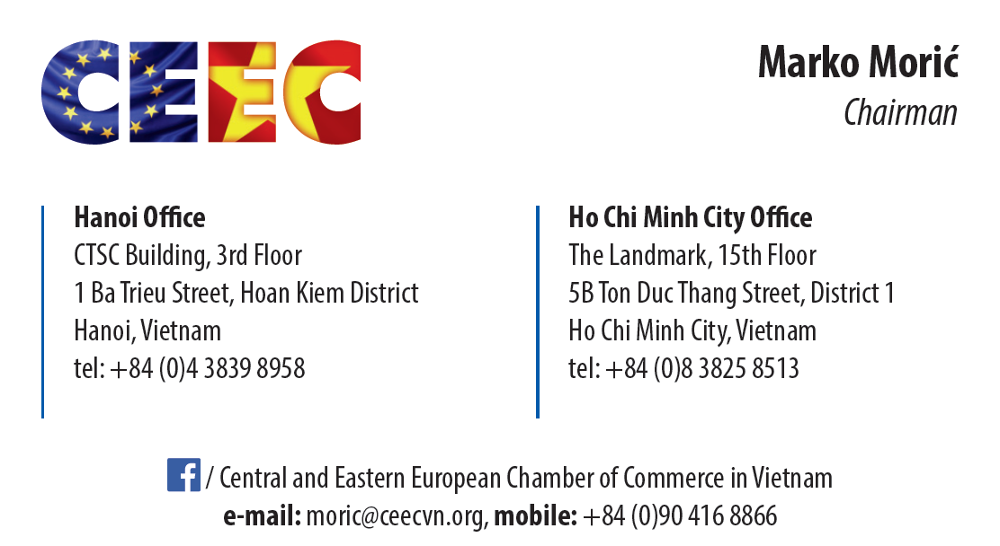 CEEC
Marko Morić
Chairman
Hanoi Office
CTSC Building, 3rd Floor
1 Ba Trieu Street, Hoan Kiem District
Hanoi, Vietnam
tel: +84 (0)4 3839 8958
Ho Chi Minh City Office
The Landmark, 15th Floor
5B Ton Duc Thang Street, District 1
Ho Chi Minh City, Vietnam
tel: +84 (0)8 3825 8513
f / Central and Eastern European Chamber of Commerce in Vietnam
e-mail: moric@ceecvn.org, mobile: +84 (0)90 416 8866